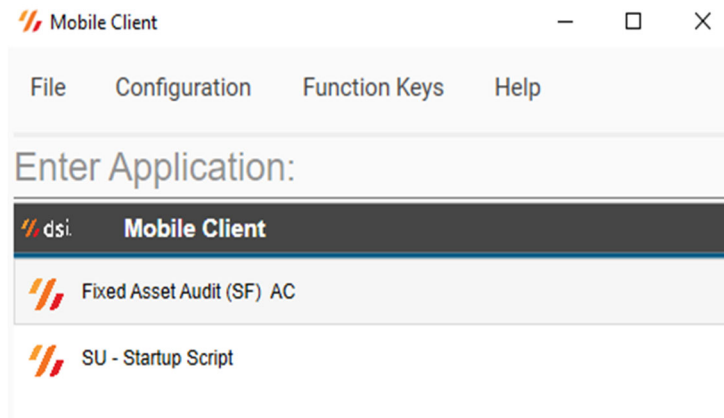 Mobile Client
File Configuration Function Keys Help
Enter Application:
dsi. Mobile Client
Fixed Asset Audit (SF) AC
SU - Startup Script